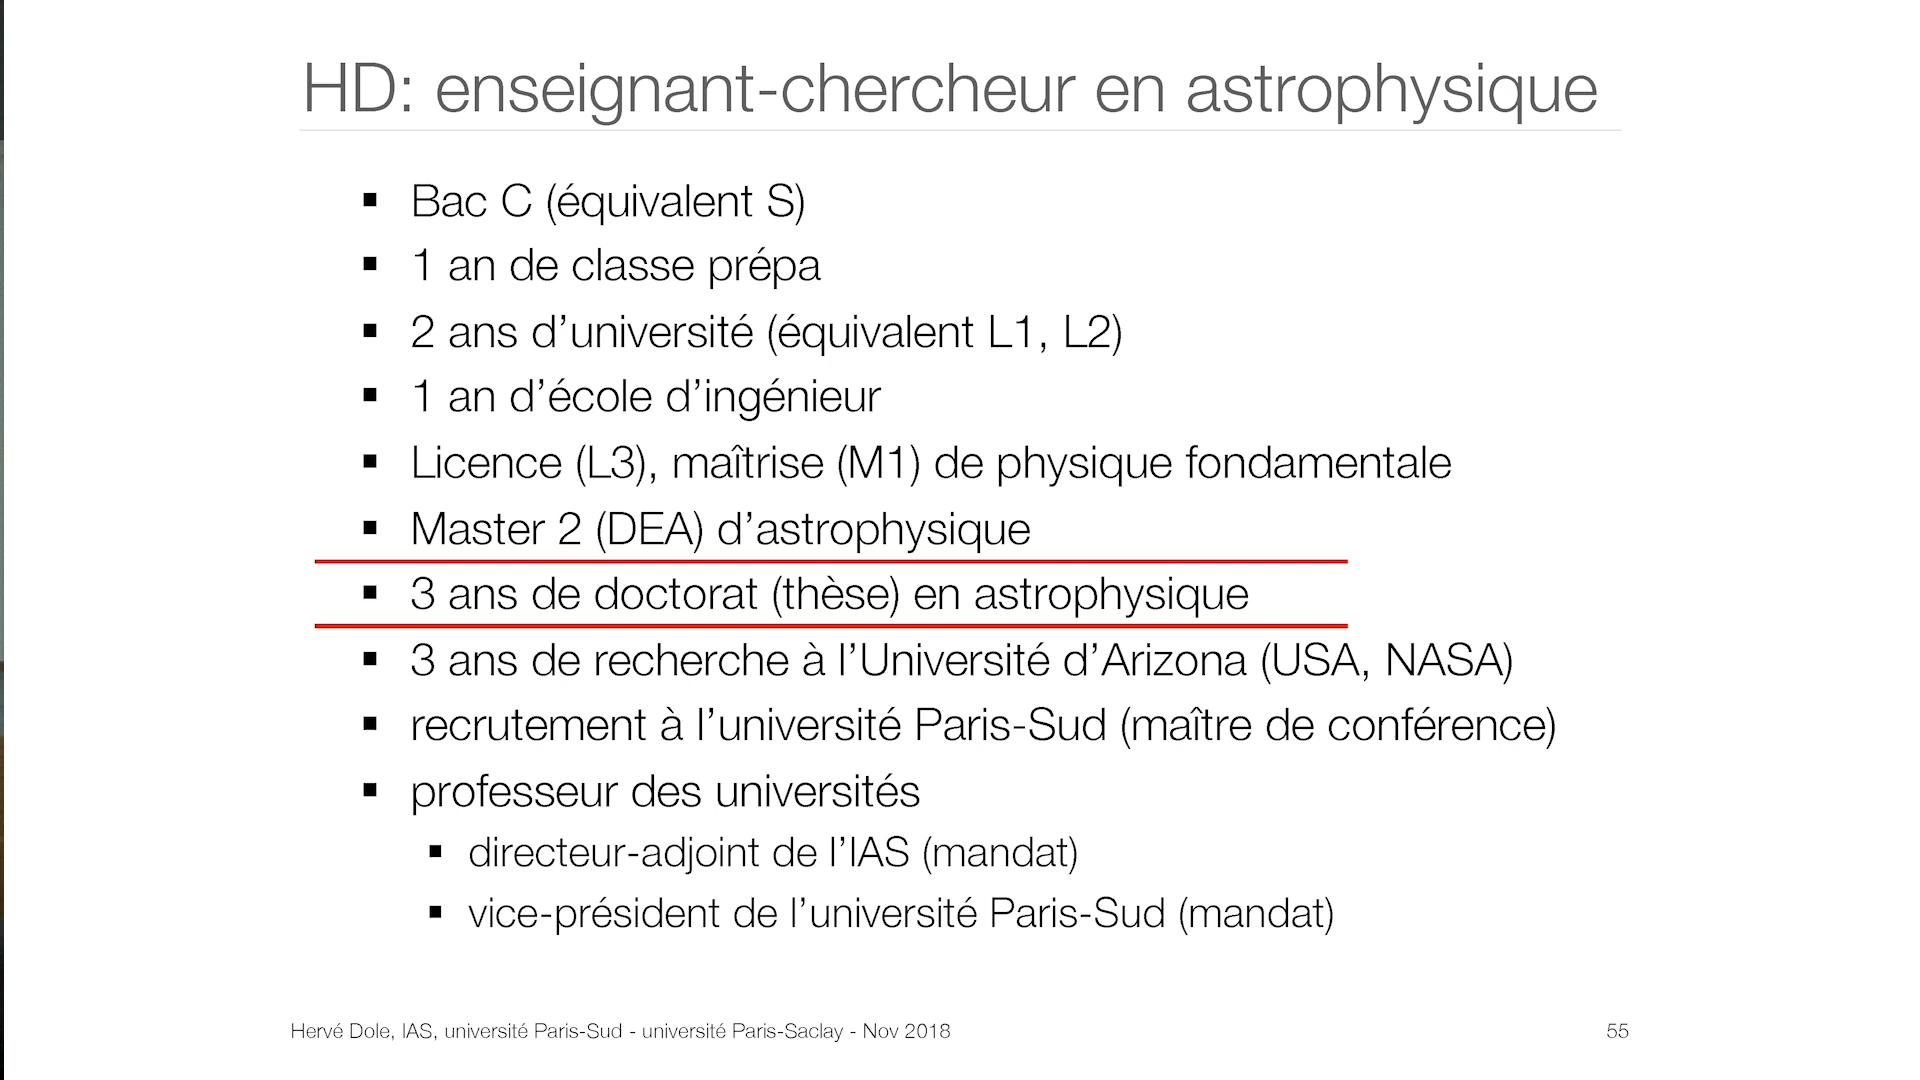 HD: enseignant-chercheur en astrophysique
▪ Bac C (équivalent S)
▪ 1 an de classe prépa
▪ 2 ans d’université (équivalent L1, L2)
▪ 1 an d’école d’ingénieur
▪ Licence (L3), maîtrise (M1) de physique fondamentale
▪ Master 2 (DEA) d’astrophysique
▪ 3 ans de doctorat (thèse) en astrophysique
▪ 3 ans de recherche à l’Université d’Arizona (USA, NASA)
▪ recrutement à l’université Paris-Sud (maître de conférence)
▪ professeur des universités
▪ directeur-adjoint de l’IAS (mandat)
▪ vice-président de l’université Paris-Sud (mandat)
Hervé Dole, IAS, université Paris-Sud - université Paris-Saclay - Nov 2018
55